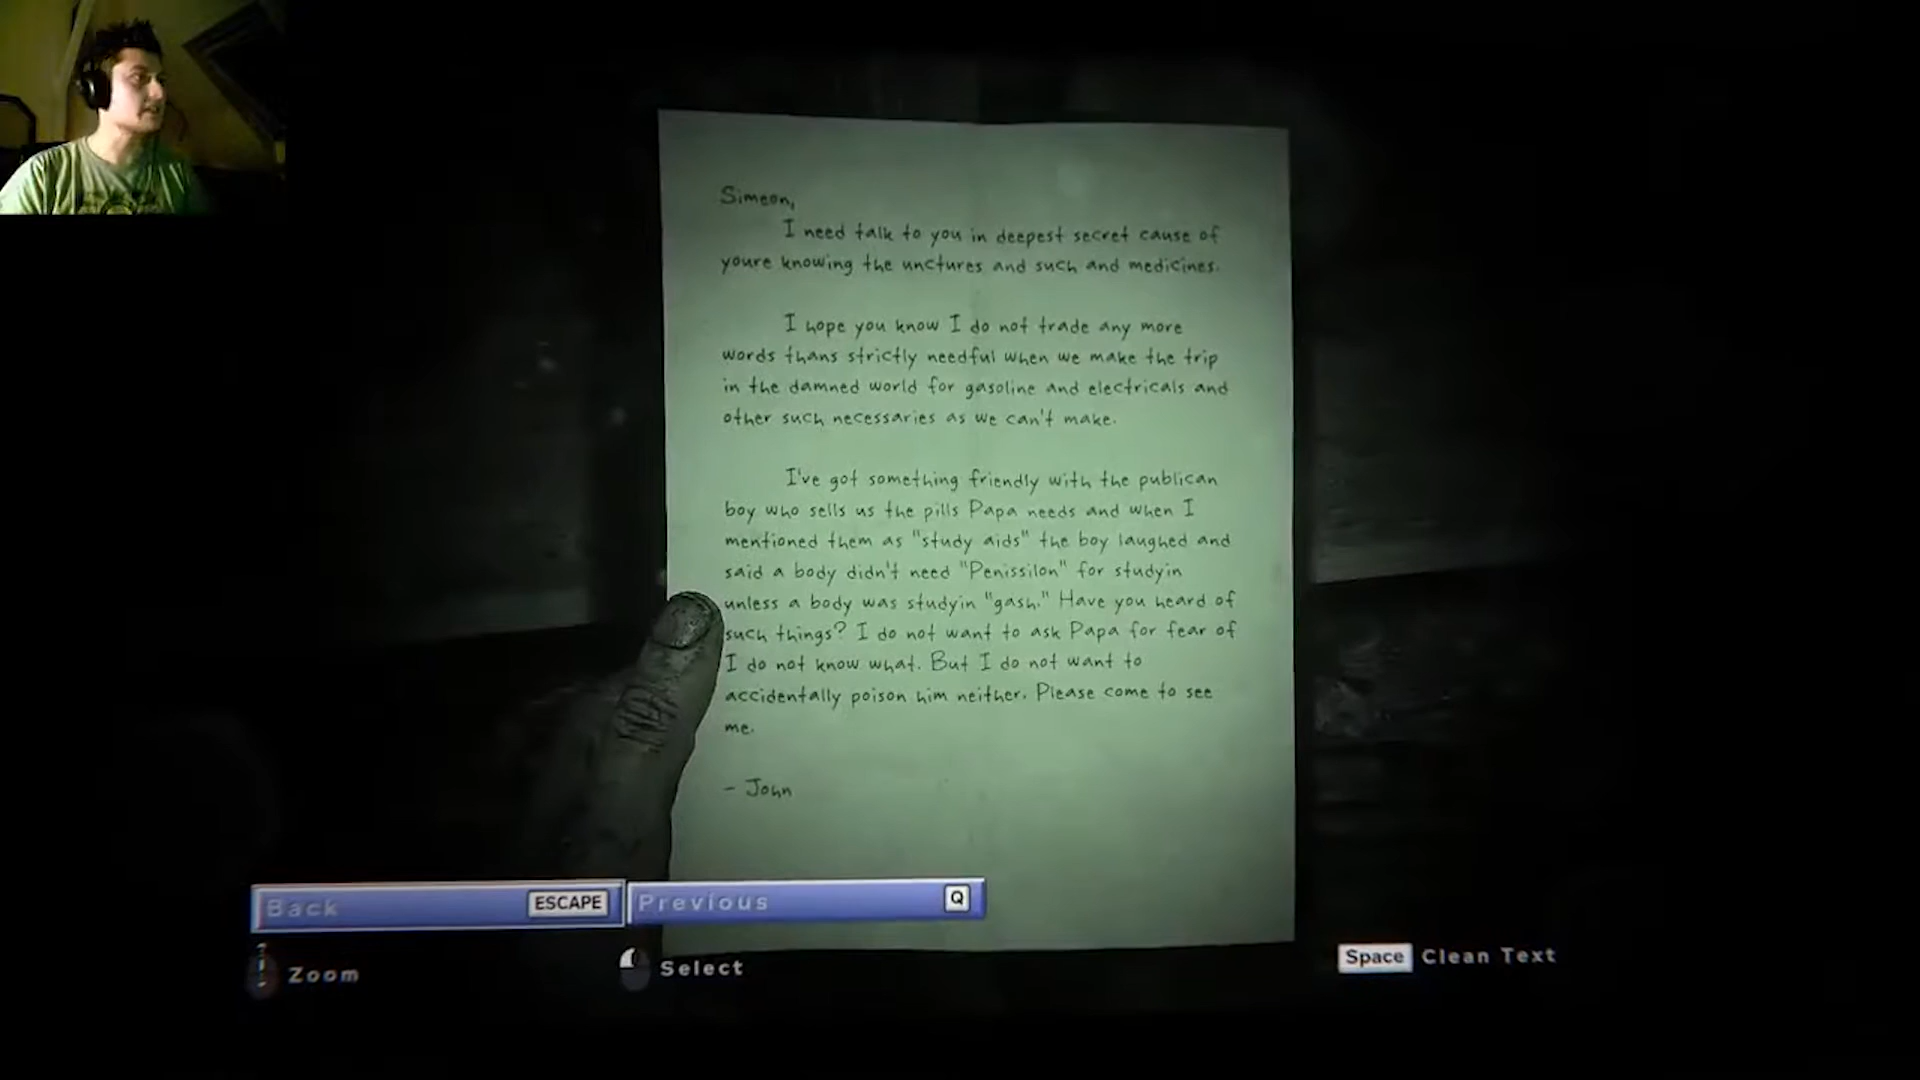 Simeon,
I need talk to you in deepest secret cause of
youre knowing the unctures and such and medicines.
I hope you know I do not trade any more
words thans strictly needful when we make the trip
in the damned world for gasoline and electricals and
other such necessaries as we can't make.
I've got something friendly with the publican
boy who sells us the pills Papa needs and when I
mentioned them as "study aids" the boy laughed and
said a body didn't need "Penissilon" for studyin
unless a body was studyin "gash." Have you heard of
such things? I do not want to ask Papa for fear of
I do not know what. But I do not want to
accidentally poison him neither. Please come to see
me.
- John
Back ESCAPE Previous Q
Zoom Select Space Clean Text